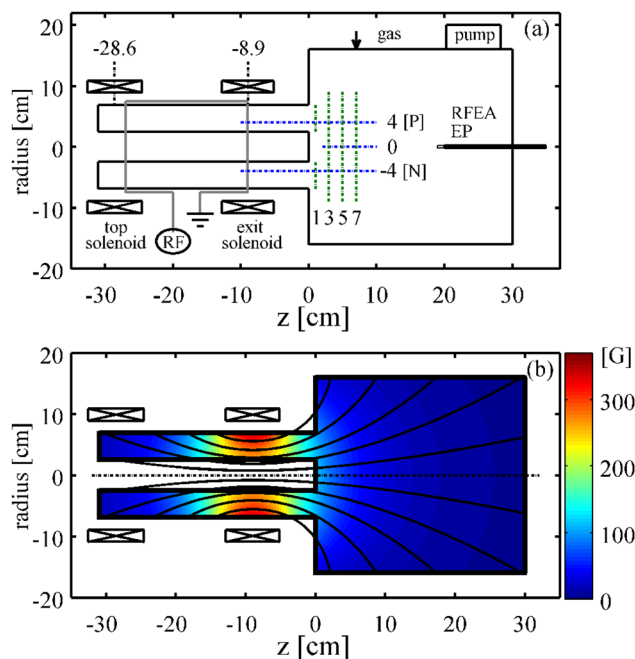 (a)
20
10
0
-10
-20
radius [cm]
-28.6
-8.9
gas
pump
4 [P]
0
-4 [N]
RFEA
EP
1 3 5 7
top
solenoid
exit
solenoid
RF
-30
-20
-10
0
10
20
30
z [cm]
(b)
20
10
0
-10
-20
radius [cm]
-30
-20
-10
0
10
20
30
z [cm]
[G]
300
200
100
0